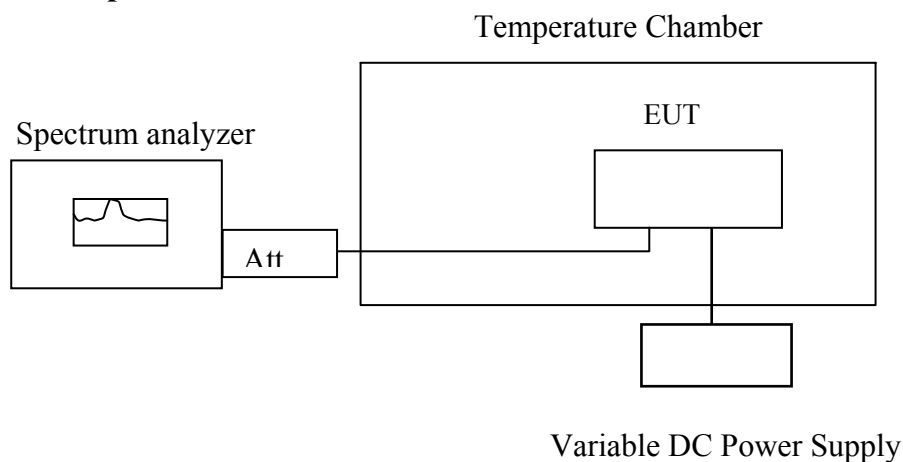 Temperature Chamber
EUT
Spectrum analyzer
Att
Variable DC Power Supply